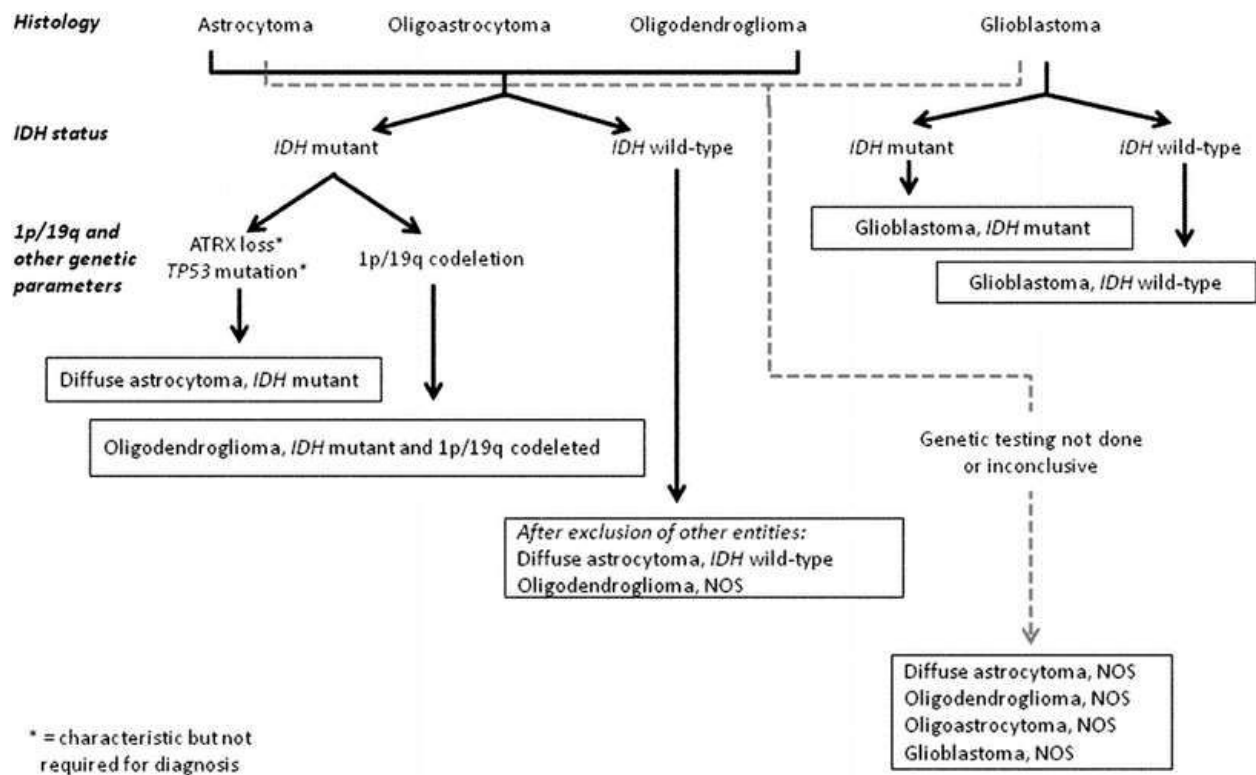 Histology
Astrocytoma
Oligoastrocytoma
Oligodendroglioma
Glioblastoma
IDH status
IDH mutant
IDH wild-type
IDH mutant
IDH wild-type
1p/19q and
other genetic
parameters
ATRX loss*
TP53 mutation*
1p/19q codeletion
Glioblastoma, IDH mutant
Glioblastoma, IDH wild-type
Diffuse astrocytoma, IDH mutant
Oligodendroglioma, IDH mutant and 1p/19q codeleted
Genetic testing not done
or inconclusive
After exclusion of other entities:
Diffuse astrocytoma, IDH wild-type
Oligodendroglioma, NOS
Diffuse astrocytoma, NOS
Oligodendroglioma, NOS
Oligoastrocytoma, NOS
Glioblastoma, NOS
* = characteristic but not
required for diagnosis